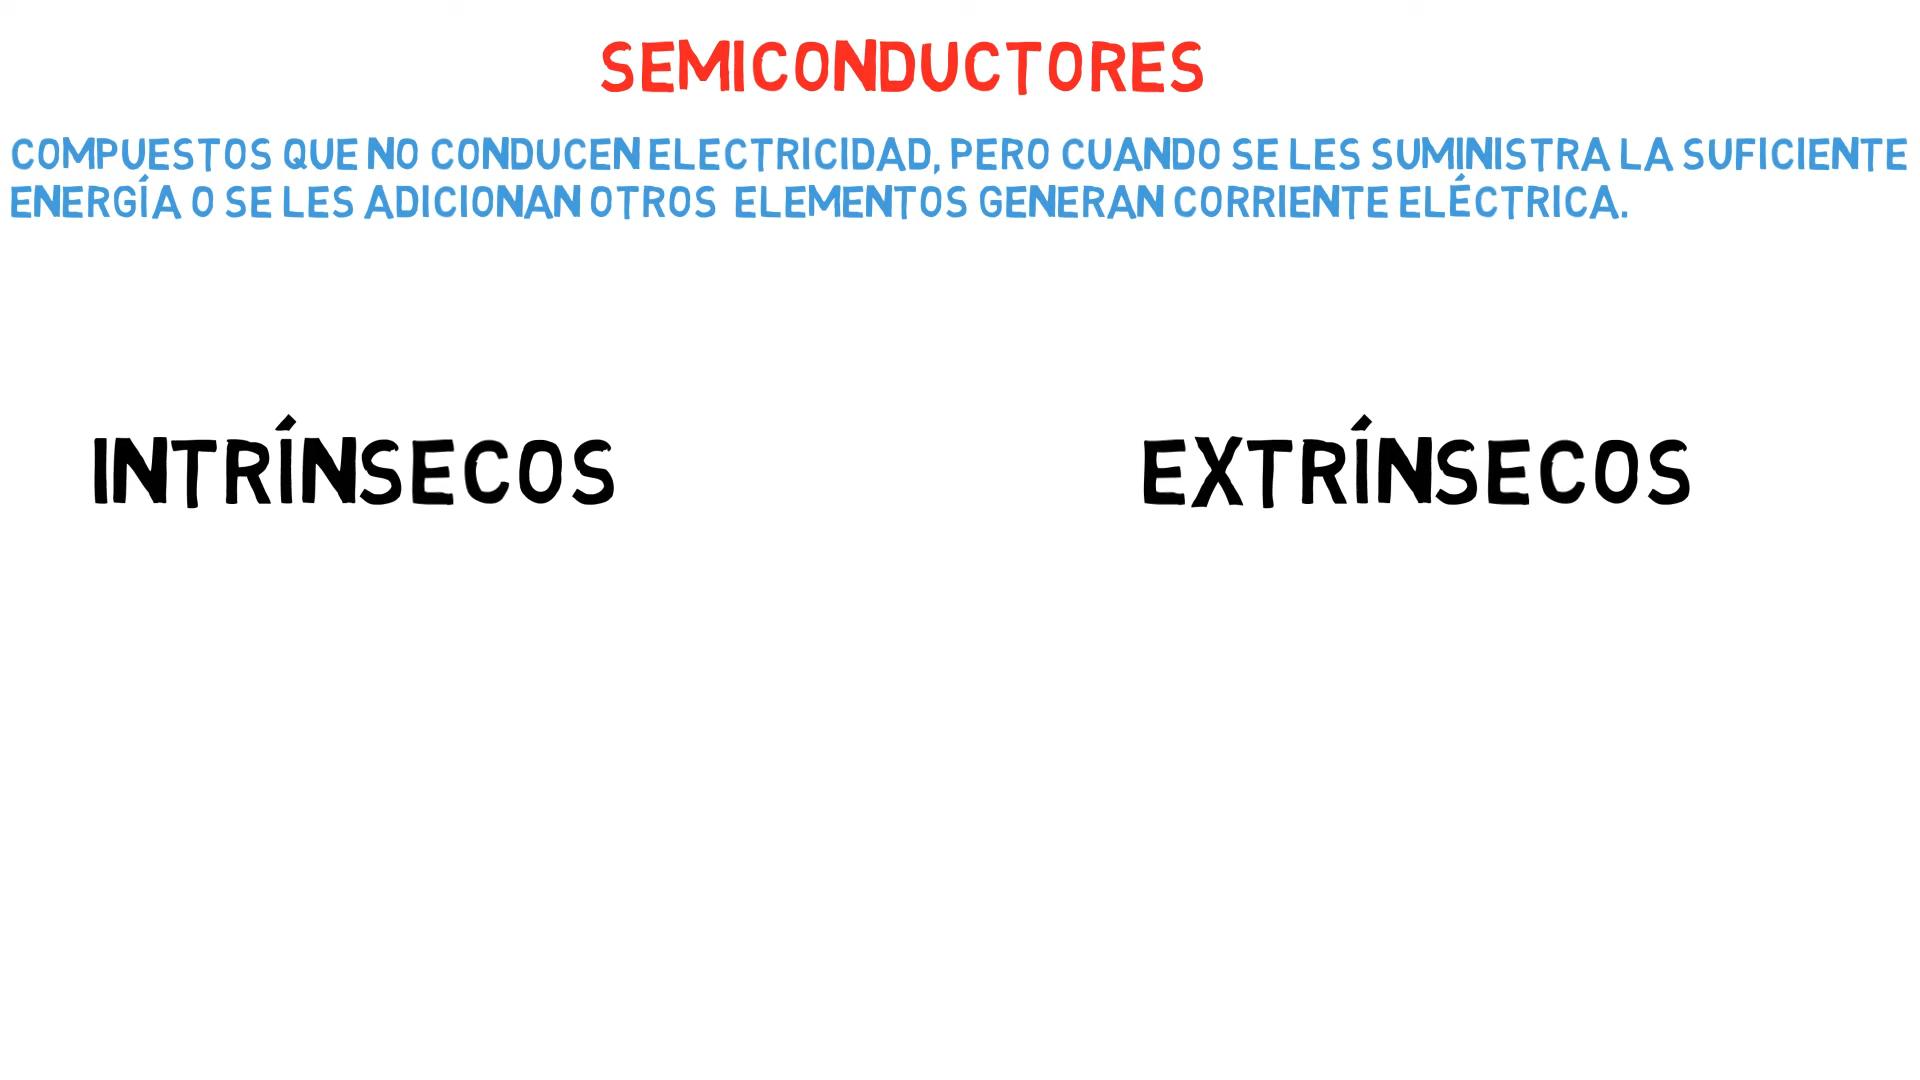 SEMICONDUCTORES
COMPUESTOS QUE NO CONDUCEN ELECTRICIDAD, PERO CUANDO SE LES SUMINISTRA LA SUFICIENTE
ENERGÍA O SE LES ADICIONAN OTROS ELEMENTOS GENERAN CORRIENTE ELÉCTRICA.
INTRÍNSECOS
EXTRÍNSECOS